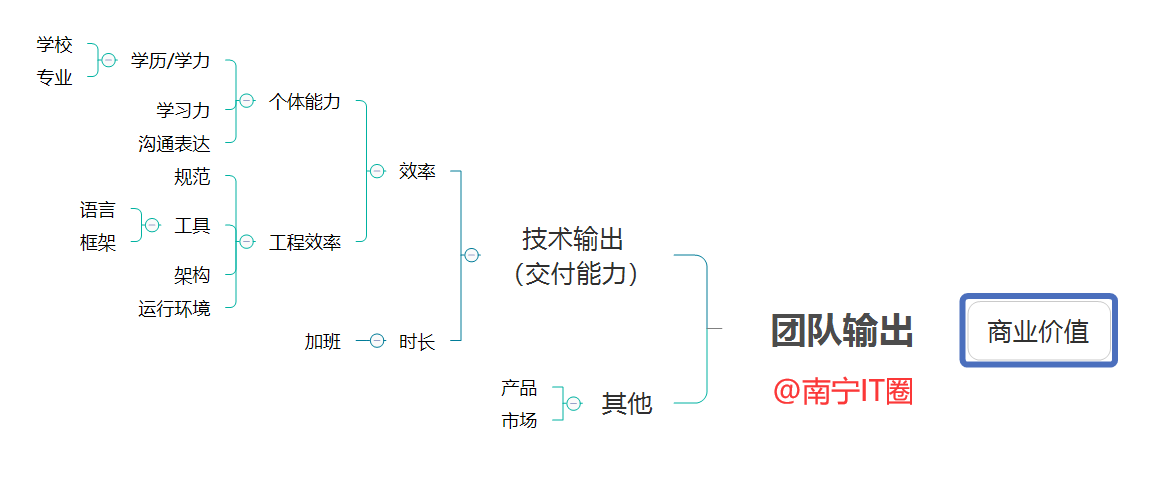 学校
专业
学历/学力
学习力
沟通表达
个体能力
规范
语言
框架
工具
架构
运行环境
工程效率
效率
加班
时长
技术输出
（交付能力）
产品
市场
其他
团队输出
@南宁IT圈
商业价值